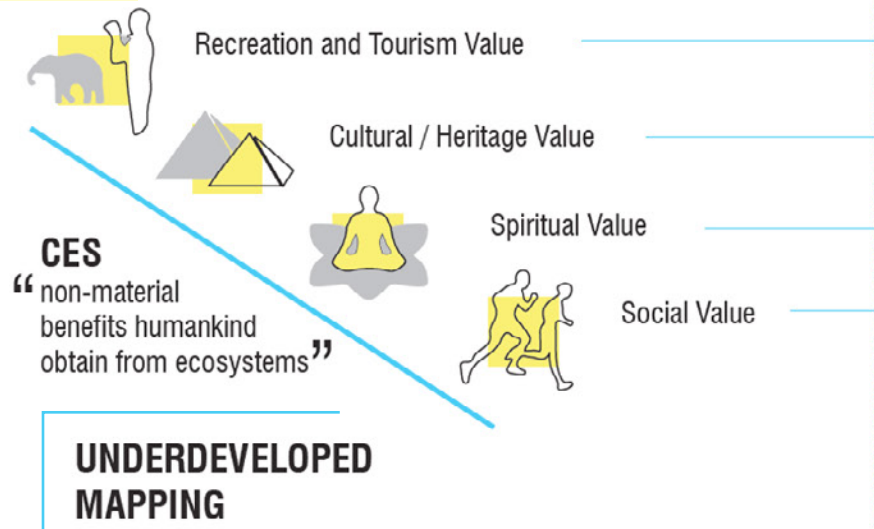 Recreation and Tourism Value
Cultural / Heritage Value
Spiritual Value
Social Value
CES
“ non-material
benefits humankind
obtain from ecosystems”
UNDERDEVELOPED
MAPPING